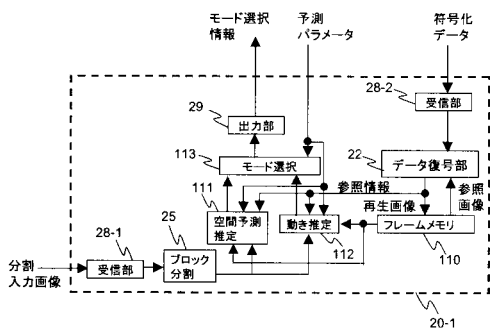 モード選択
情報
予測
パラメータ
符号化
データ
28-2
受信部
29
出力部
113
モード選択
22
データ復号部
参照情報
参照
画像
再生画像
111
空間予測
推定
動き推定
112
フレームメモリ
110
25
ブロック
分割
28-1
受信部
分割
入力画像
20-1